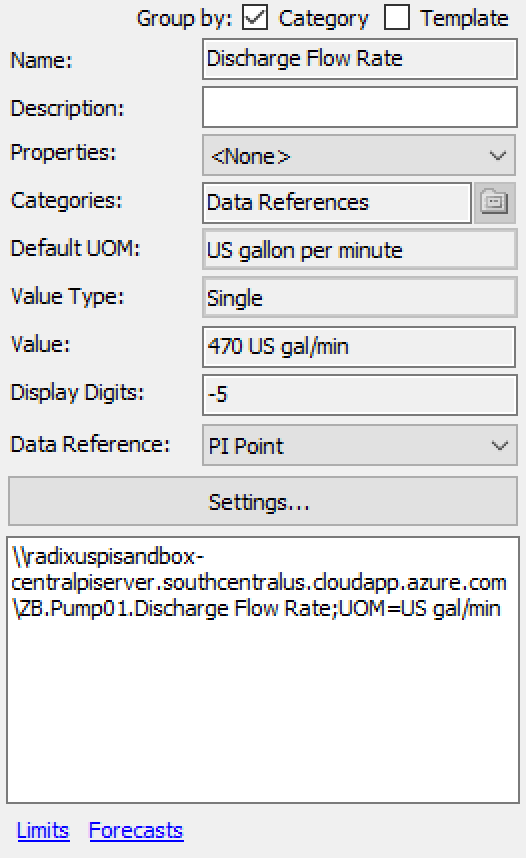 Group by: Category Template
Name: Discharge Flow Rate
Description:
Properties: <None>
Categories: Data References
Default UOM: US gallon per minute
Value Type: Single
Value: 470 US gal/min
Display Digits: -5
Data Reference: PI Point
Settings...
\\radixuspisandbox-
centralpiserver.southcentralus.cloudapp.azure.com
\ZB.Pump01.Discharge Flow Rate;UOM=US gal/min
Limits Forecasts